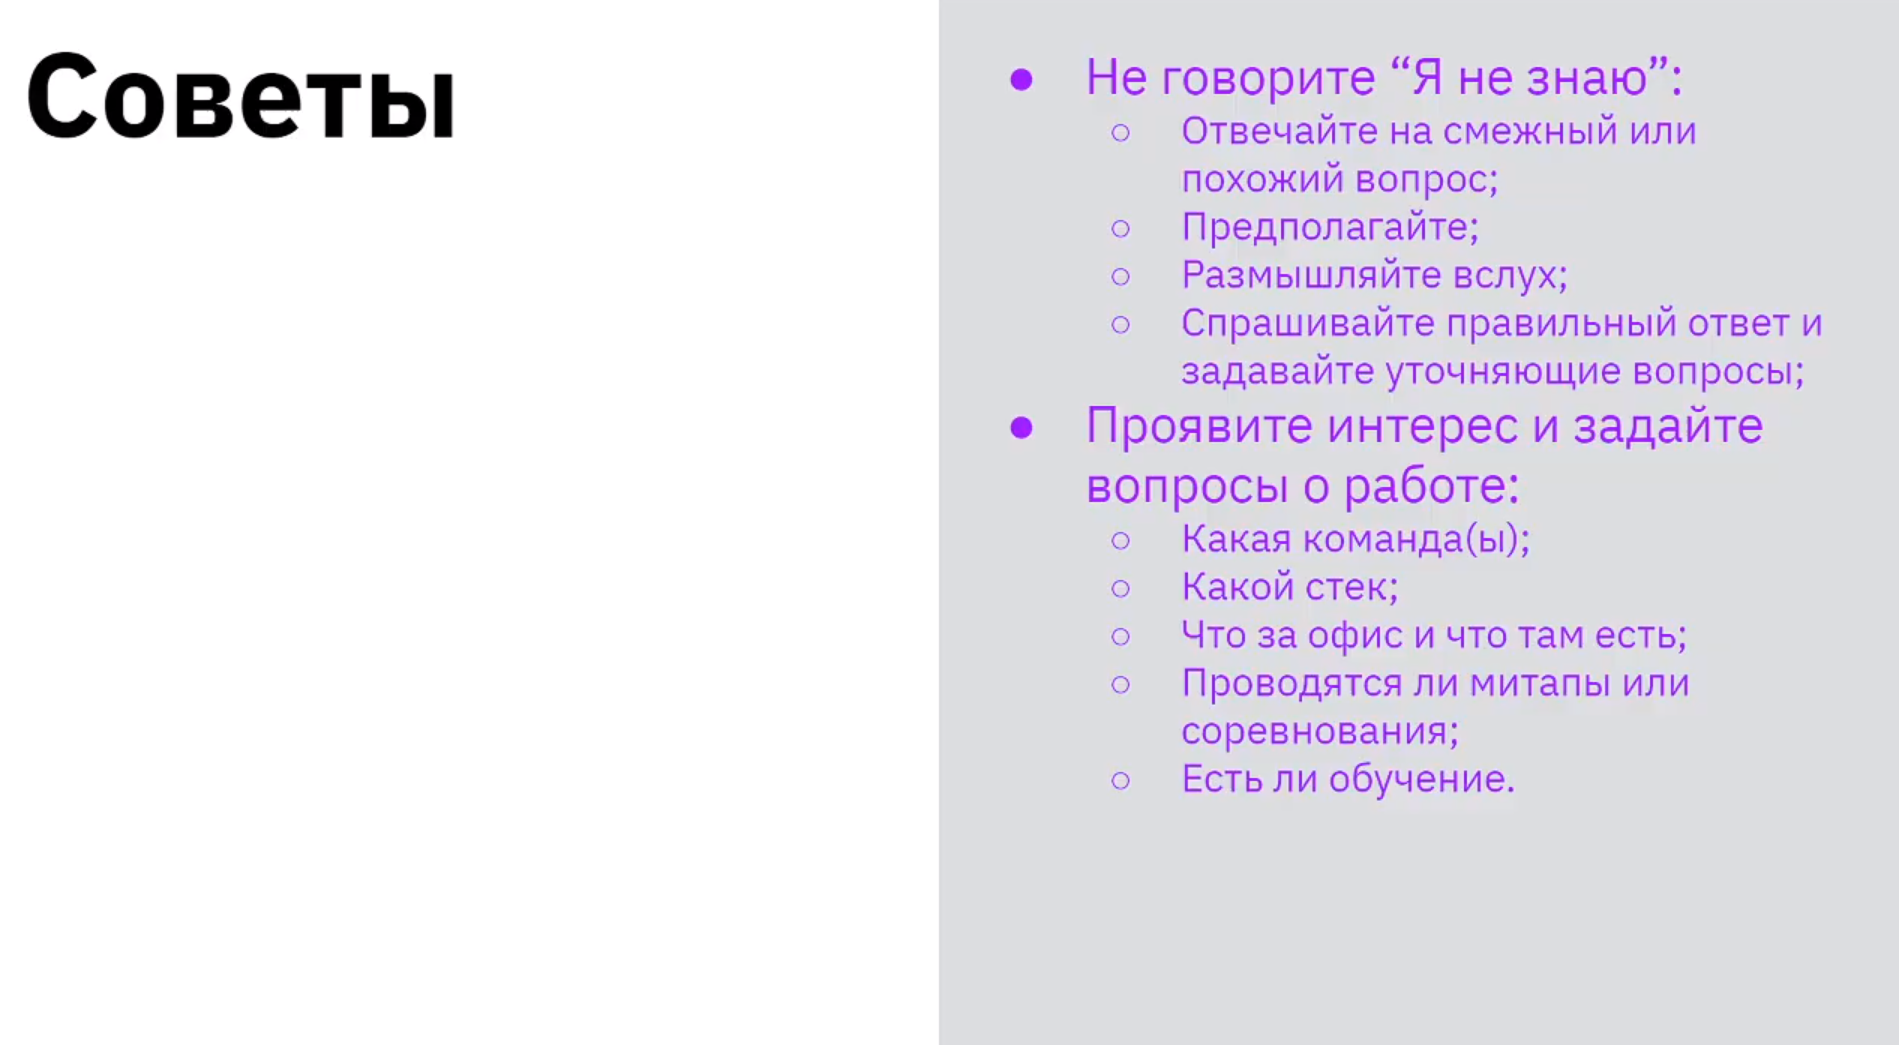 Советы
● Не говорите “Я не знаю”:
○ Отвечайте на смежный или
похожий вопрос;
○ Предполагайте;
○ Размышляйте вслух;
○ Спрашивайте правильный ответ и
задавайте уточняющие вопросы;
● Проявите интерес и задайте
вопросы о работе:
○ Какая команда(ы);
○ Какой стек;
○ Что за офис и что там есть;
○ Проводятся ли митапы или
соревнования;
○ Есть ли обучение.